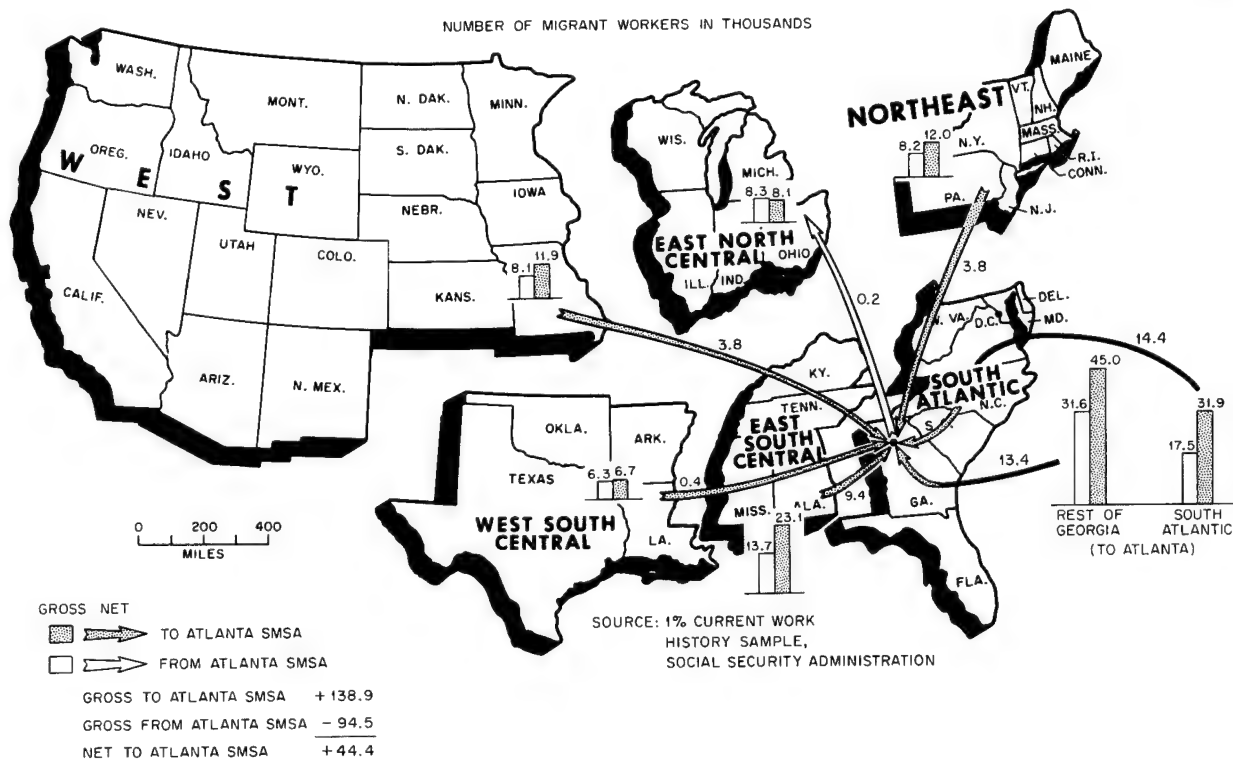 NUMBER OF MIGRANT WORKERS IN THOUSANDS
WASH.
MONT.
N. DAK.
MINN.
OREG.
IDAHO
WYO.
S. DAK.
W E S T
NEV.
NEBR.
IOWA
UTAH
COLO.
CALIF.
KANS.
8.1 11.9
ARIZ.
N. MEX.
3.8
WIS.
MICH.
8.3 8.1
EAST NORTH
CENTRAL
OHIO
ILL. IND.
0.2
NORTHEAST
MAINE
VT.
NH.
MASS.
R.I.
CONN.
N.Y.
8.2 12.0
PA.
N.J.
3.8
VA.
D.C.
DEL.
MD.
14.4
KY.
TENN.
SOUTH
ATLANTIC
N.C.
S.
EAST
SOUTH
CENTRAL
MISS.
9.4
GA.
13.4
FLA.
13.7 23.1
OKLA.
ARK.
TEXAS
6.3 6.7
0.4
WEST SOUTH
CENTRAL
LA.
31.6 45.0
17.5 31.9
REST OF GEORGIA
SOUTH ATLANTIC
(TO ATLANTA)
0 200 400
MILES
GROSS NET
TO ATLANTA SMSA
FROM ATLANTA SMSA
GROSS TO ATLANTA SMSA +138.9
GROSS FROM ATLANTA SMSA - 94.5
NET TO ATLANTA SMSA +44.4
SOURCE: 1% CURRENT WORK
HISTORY SAMPLE,
SOCIAL SECURITY ADMINISTRATION